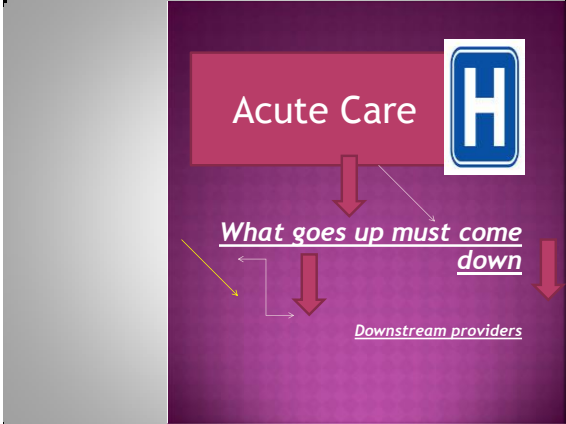 Acute Care
H
What goes up must come
down
Downstream providers